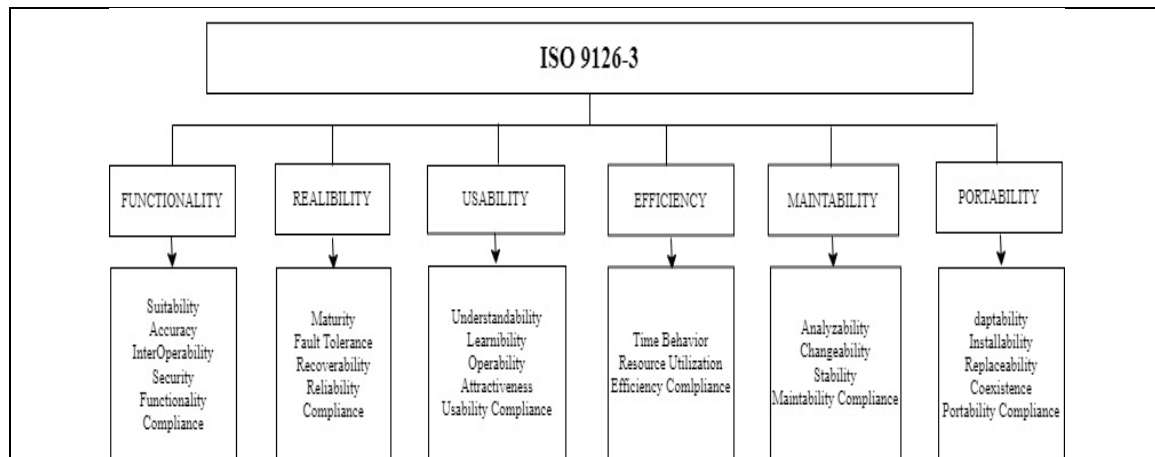 ISO 9126-3
FUNCTIONALITY
REALIBILITY
USABILITY
EFFICIENCY
MAINTABILITY
PORTABILITY
Suitability
Accuracy
InterOperability
Security
Functionality
Compliance
Maturity
Fault Tolerance
Recoverability
Reliability
Compliance
Understandability
Learnibility
Operability
Attractiveness
Usability Compliance
Time Behavior
Resource Utilization
Efficiency Comlpliance
Analyzability
Changeability
Stability
Maintability Compliance
daptability
Installability
Replaceability
Coexistence
Portability Compliance